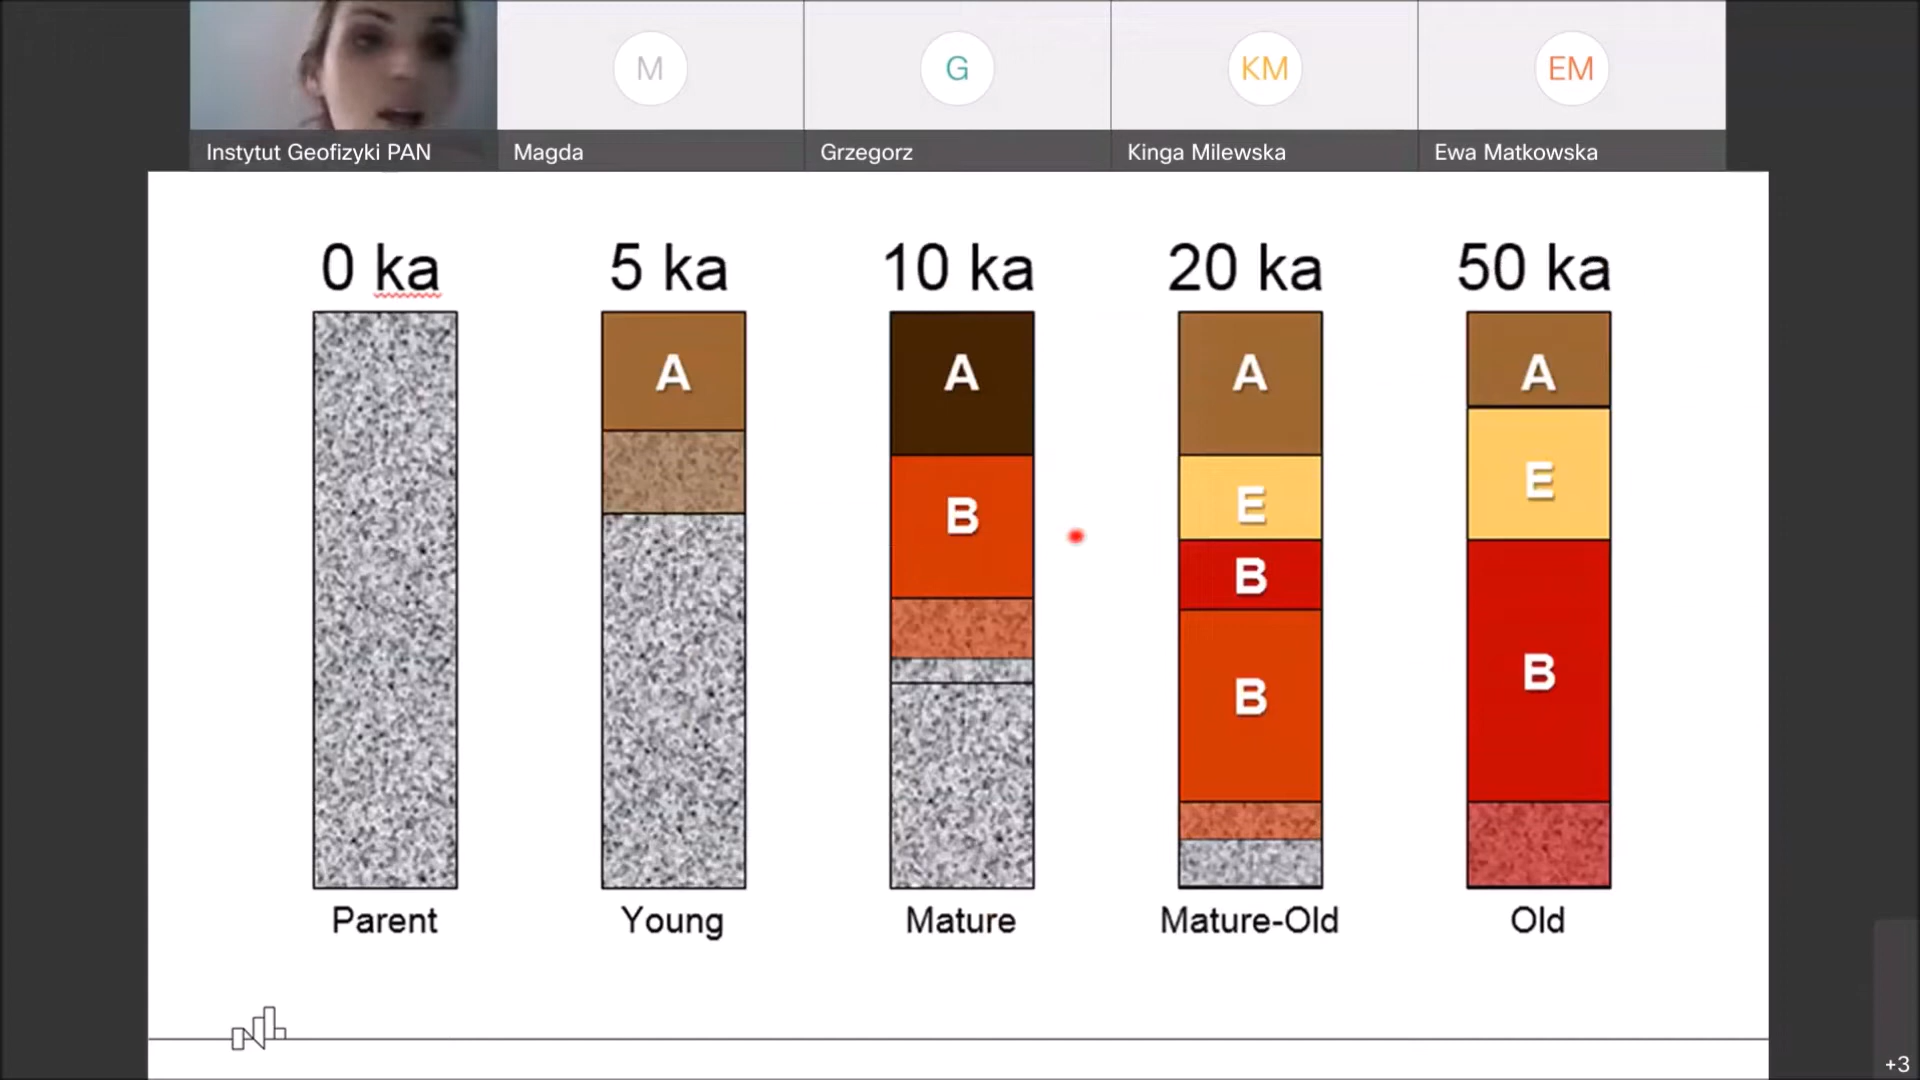 M
G
KM
EM
Instytut Geofizyki PAN
Magda
Grzegorz
Kinga Milewska
Ewa Matkowska
0 ka
5 ka
10 ka
20 ka
50 ka
A
A
A
A
B
E
E
B
B
B
Parent
Young
Mature
Mature-Old
Old
+3